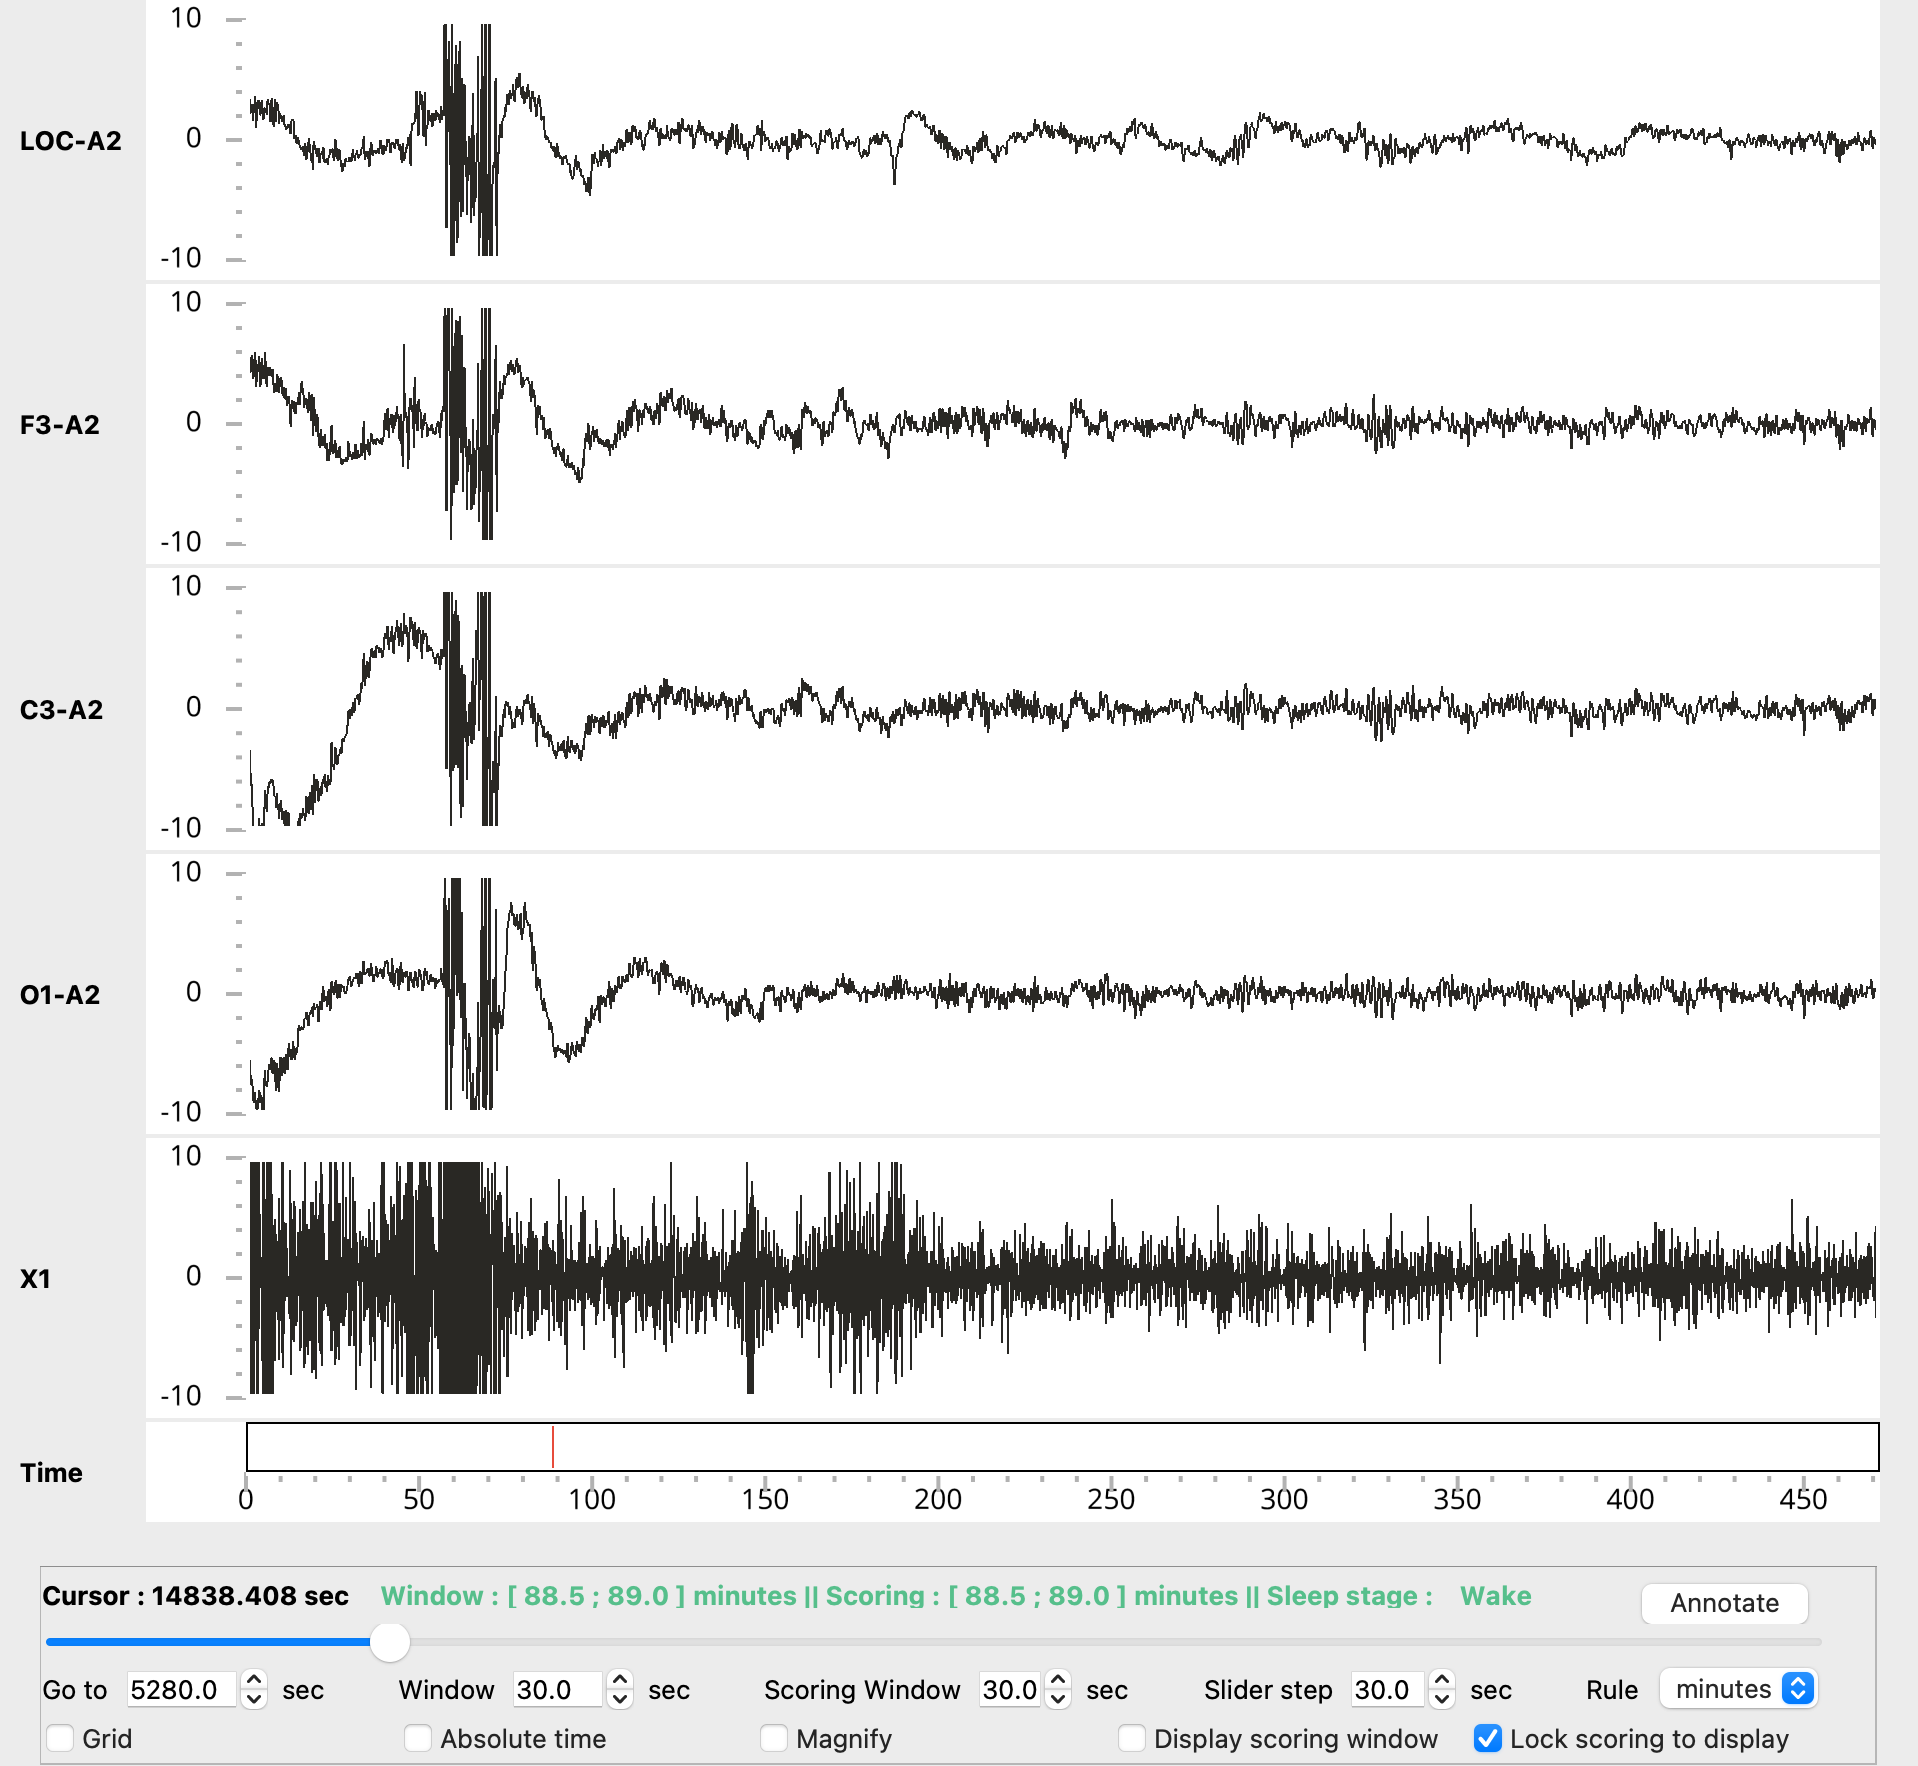 10
LOC-A2
0
-10
10
F3-A2
0
-10
10
C3-A2
0
-10
10
O1-A2
0
-10
10
X1
0
-10
Time
0 50 100 150 200 250 300 350 400 450
Cursor : 14838.408 sec Window : [ 88.5 ; 89.0 ] minutes || Scoring : [ 88.5 ; 89.0 ] minutes || Sleep stage : Wake Annotate
Go to 5280.0 sec Window 30.0 sec Scoring Window 30.0 sec Slider step 30.0 sec Rule minutes
Grid Absolute time Magnify Display scoring window Lock scoring to display